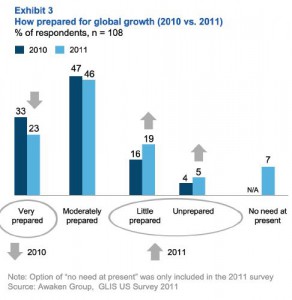 Exhibit 3
How prepared for global growth (2010 vs. 2011)
% of respondents, n = 108
2010 2011
47
46
33
23
16
19
4
5
N/A
7
Very prepared
Moderately prepared
Little prepared
Unprepared
No need at present
2010
2011
Note: Option of “no need at present” was only included in the 2011 survey
Source: Awaken Group, GLIS US Survey 2011